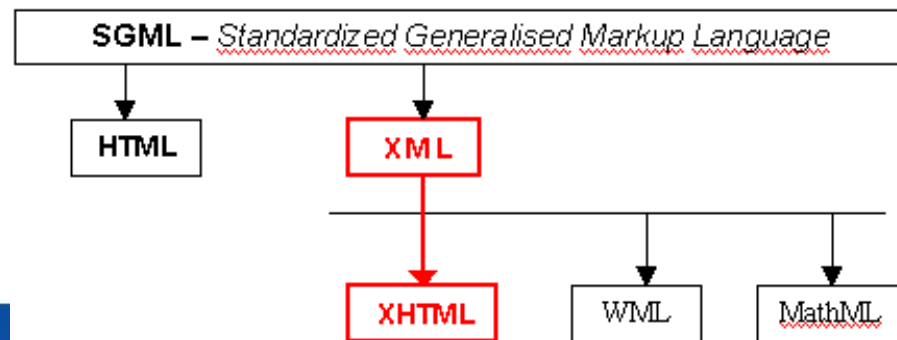 SGML – Standardized Generalised Markup Language
HTML XML
XHTML WML MathML